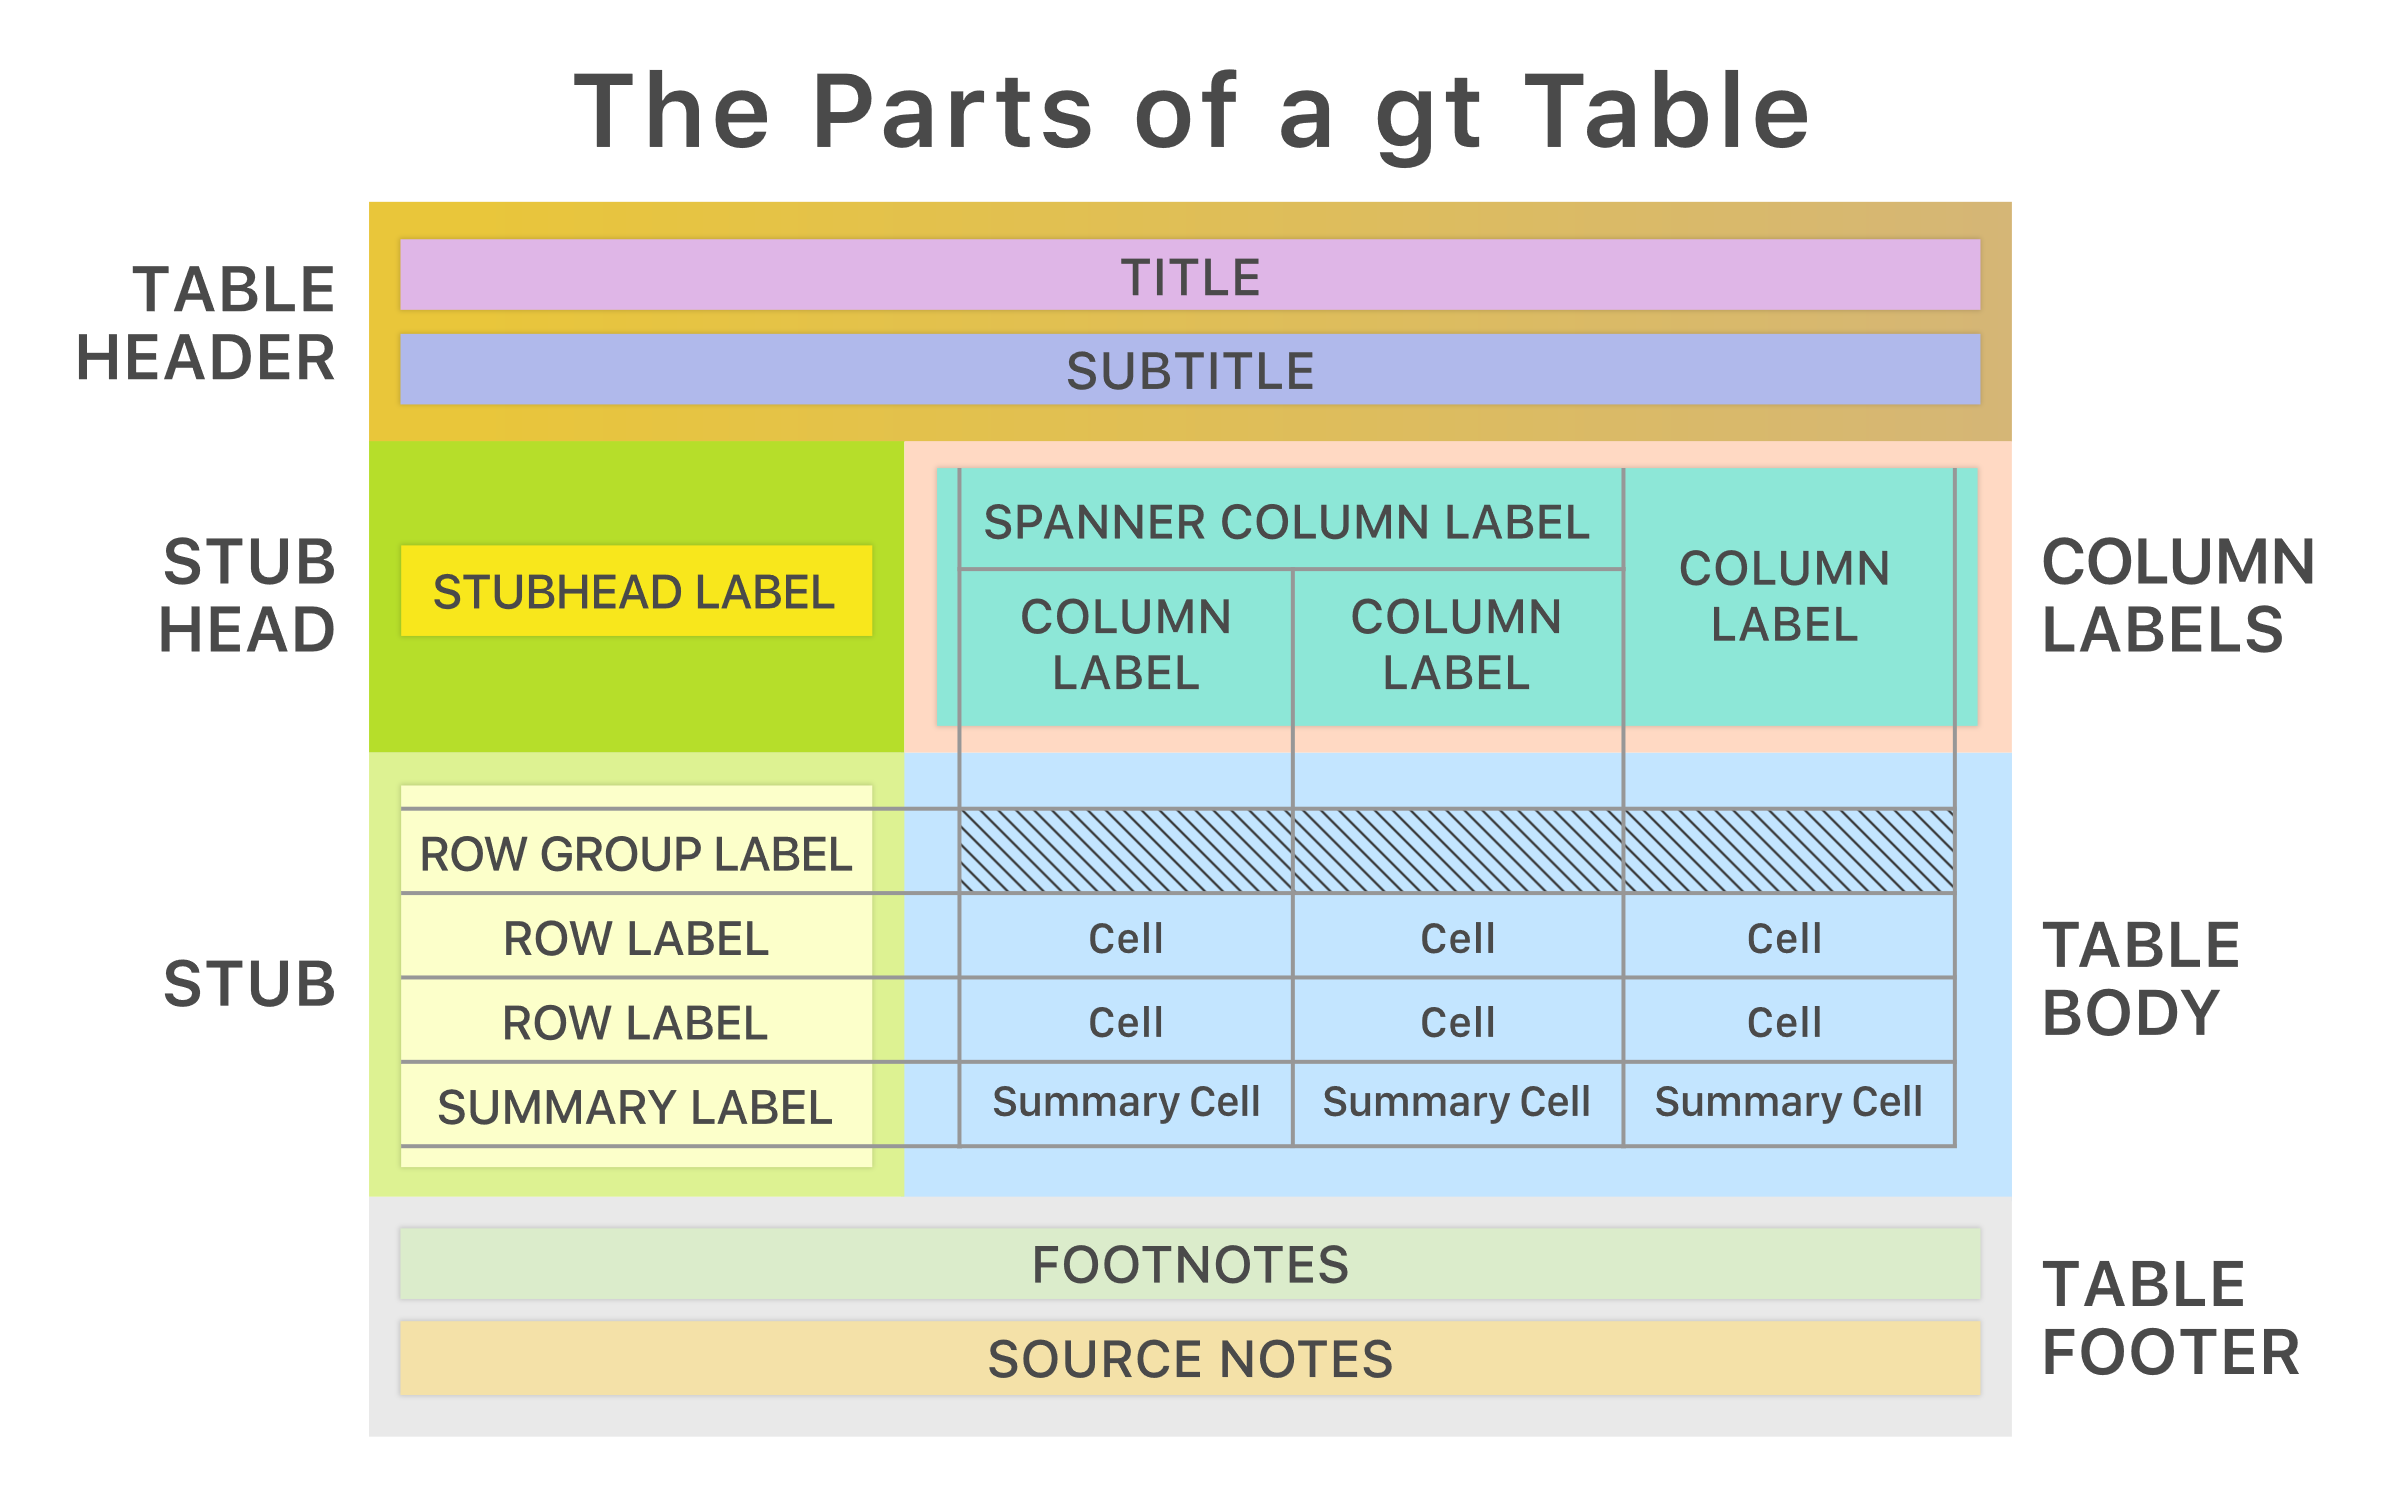 The Parts of a gt Table
TABLE
HEADER
TITLE
SUBTITLE
STUB
HEAD
STUBHEAD LABEL
SPANNER COLUMN LABEL
COLUMN
LABEL
COLUMN
LABEL
COLUMN
LABEL
COLUMN
LABELS
STUB
ROW GROUP LABEL
ROW LABEL
Cell
Cell
Cell
ROW LABEL
Cell
Cell
Cell
SUMMARY LABEL
Summary Cell
Summary Cell
Summary Cell
TABLE
BODY
FOOTNOTES
SOURCE NOTES
TABLE
FOOTER